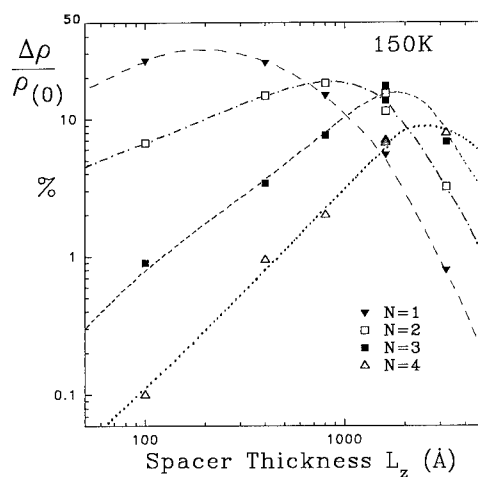 50
150K
Δρ
ρ(0)
10
%
1
0.1
N=1
N=2
N=3
N=4
100
1000
Spacer Thickness Lz (Å)